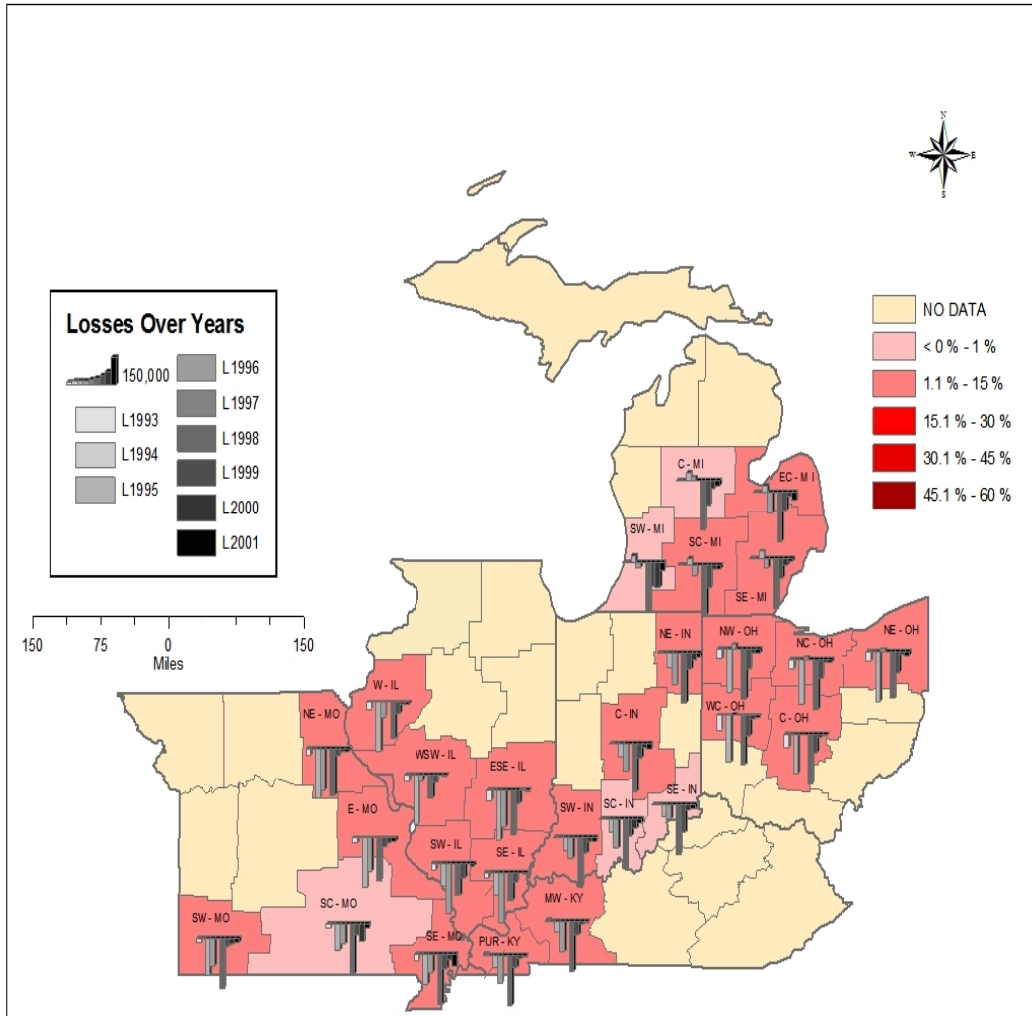 N
W E
S
Losses Over Years
150,000
L1993
L1994
L1995
L1996
L1997
L1998
L1999
L2000
L2001
NO DATA
< 0 % - 1 %
1.1 % - 15 %
15.1 % - 30 %
30.1 % - 45 %
45.1 % - 60 %
150 75 0 150
Miles
C - MI
EC - MI
SW - MI
SC - MI
SE - MI
NE - IN
NW - OH
NC - OH
NE - OH
W - IL
NE - MO
C - IN
WC - OH
C - OH
WSW - IL
ESE - IL
SE - IN
SW - IN
SC - IN
E - MO
SW - IL
SE - IL
SC - MO
MW - KY
SW - MO
SE - MO
PUR - KY